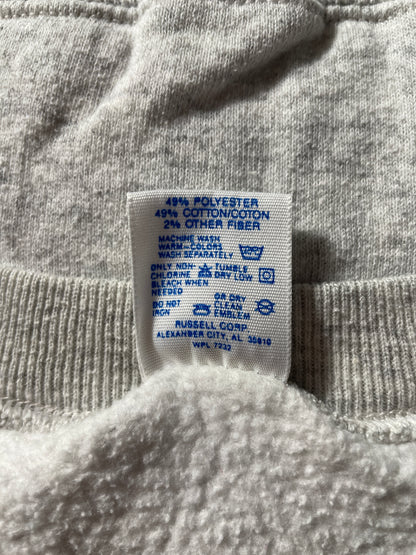 49% POLYESTER
49% COTTON/COTON
2% OTHER FIBER
MACHINE WASH
WARM-COLORS
WASH SEPARATELY
ONLY NON- TUMBLE
CHLORINE DRY LOW
BLEACH WHEN
NEEDED OR DRY
DO NOT CLEAN
IRON EMBLEM
RUSSELL CORP.
ALEXANDER CITY, AL 35010
WPL 7232